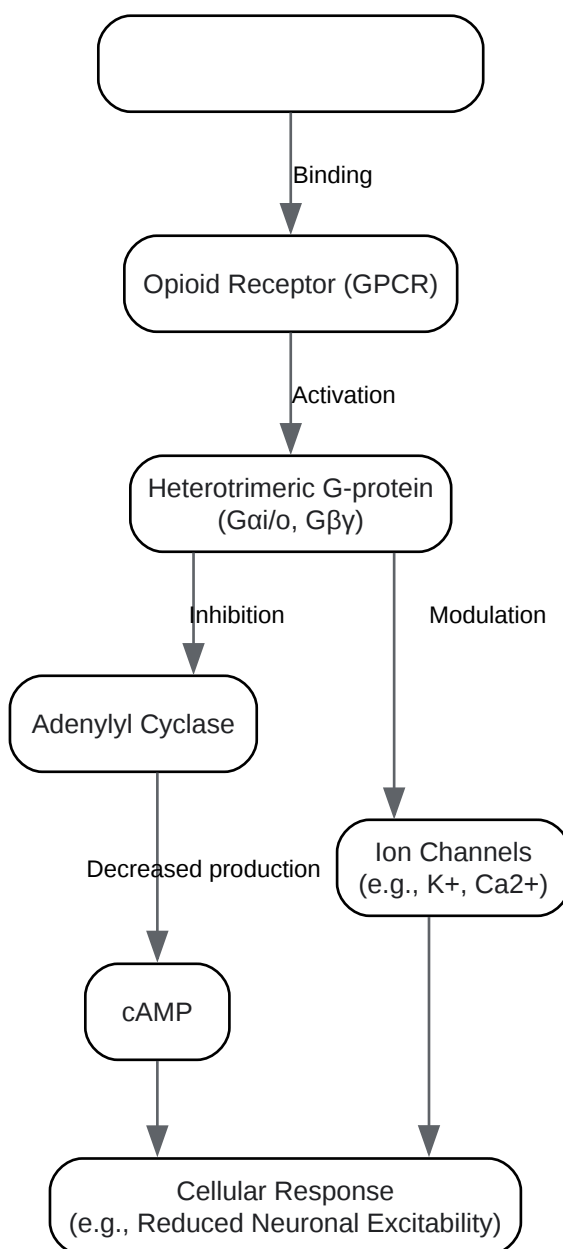 Binding
Opioid Receptor (GPCR)
Activation
Heterotrimeric G-protein
(Gαi/o, Gβγ)
Inhibition
Modulation
Adenylyl Cyclase
Decreased production
Ion Channels
(e.g., K+, Ca2+)
cAMP
Cellular Response
(e.g., Reduced Neuronal Excitability)